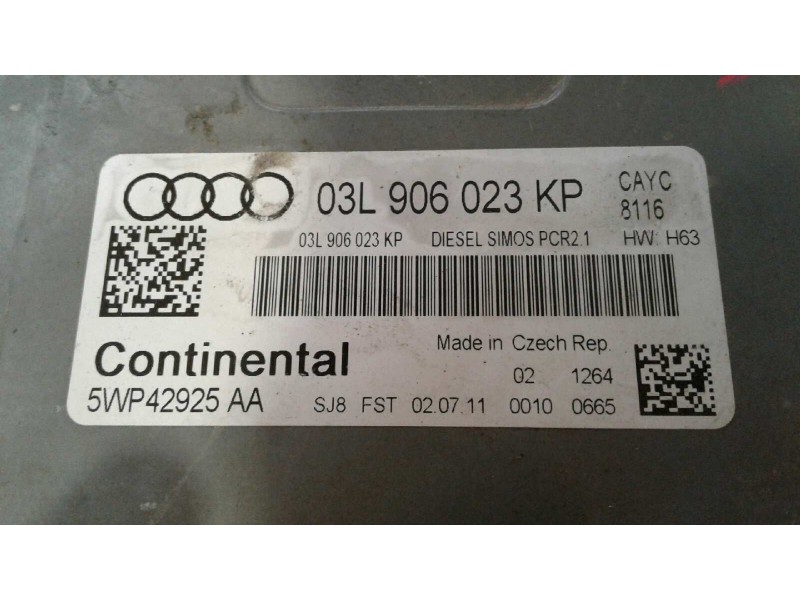 03L 906 023 KP CAYC
8116
03L 906 023 KP DIESEL SIMOS PCR2.1 HW: H63
Continental Made in Czech Rep.
02 1264
5WP42925 AA SJ8 FST 02.07.11 0010 0665